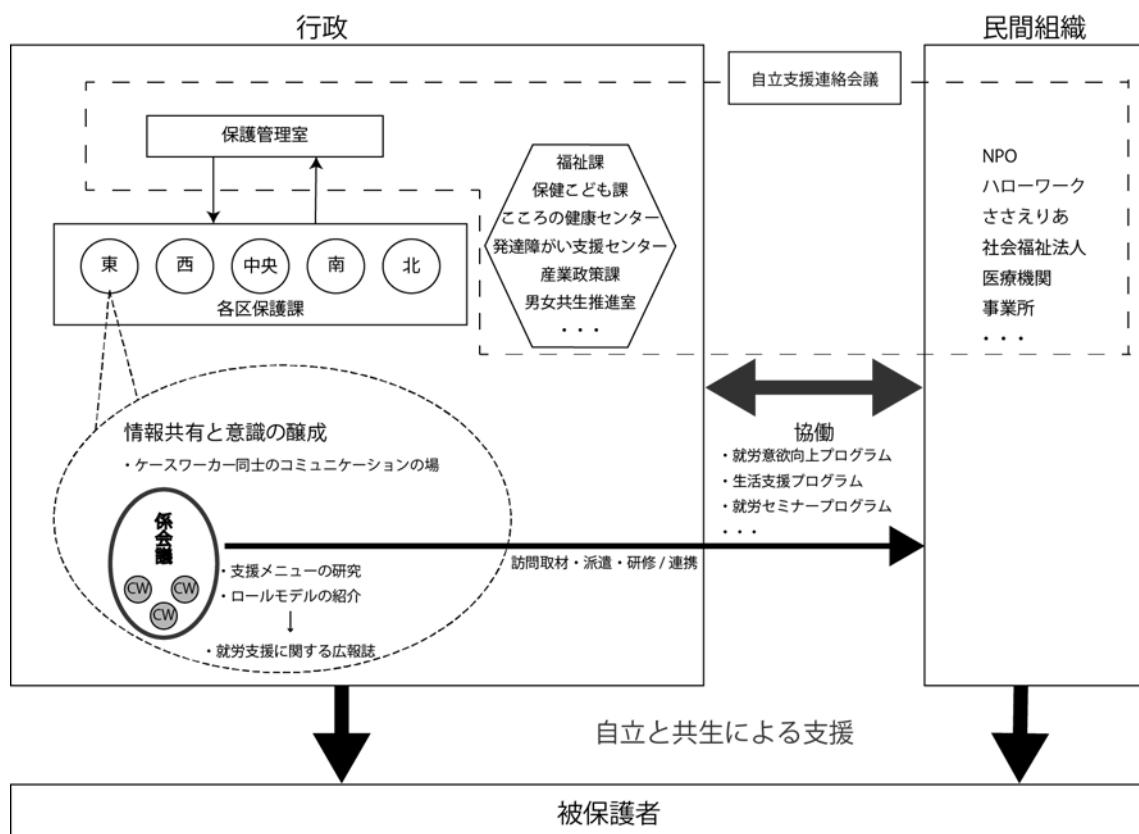 行政
民間組織
自立支援連絡会議
保護管理室
東
西
中央
南
北
各区保護課
福祉課
保健こども課
こころの健康センター
発達障がい支援センター
産業政策課
男女共生推進室
・・・
NPO
ハローワーク
ささえりあ
社会福祉法人
医療機関
事業所
・・・
情報共有と意識の醸成
・ケースワーカー同士のコミュニケーションの場
係会議
CW
CW
CW
・支援メニューの研究
・ロールモデルの紹介
・就労支援に関する広報誌
協働
・就労意欲向上プログラム
・生活支援プログラム
・就労セミナープログラム
・・・
訪問取材・派遣・研修 / 連携
自立と共生による支援
被保護者